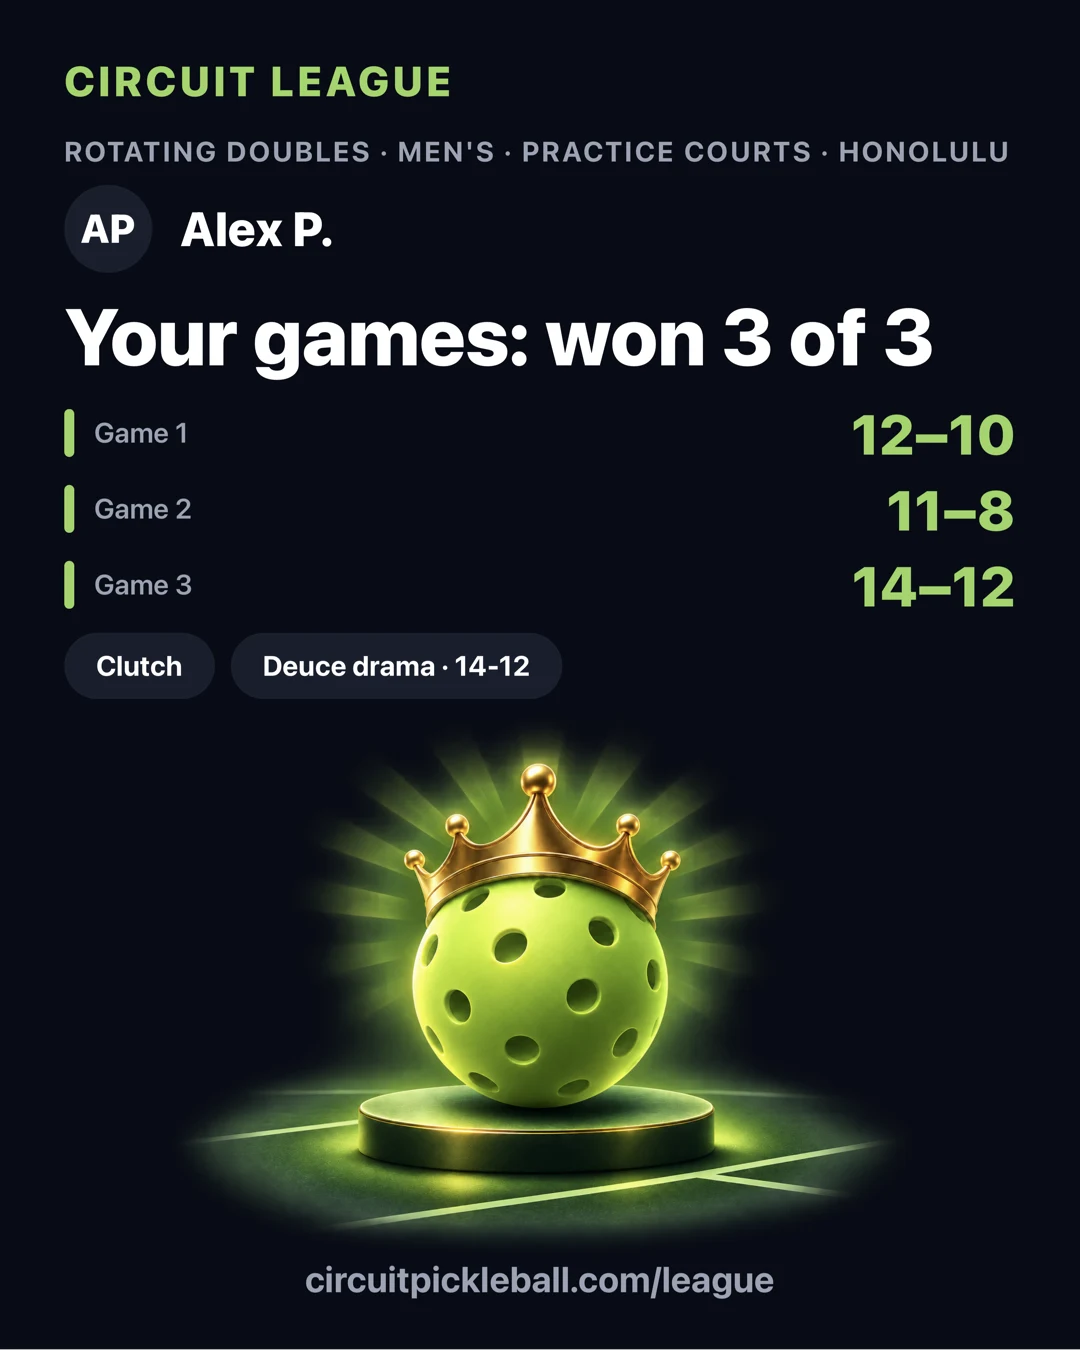 CIRCUIT LEAGUE
ROTATING DOUBLES · MEN'S · PRACTICE COURTS · HONOLULU
AP Alex P.
Your games: won 3 of 3
Game 1 12–10
Game 2 11–8
Game 3 14–12
Clutch Deuce drama · 14-12
circuitpickleball.com/league